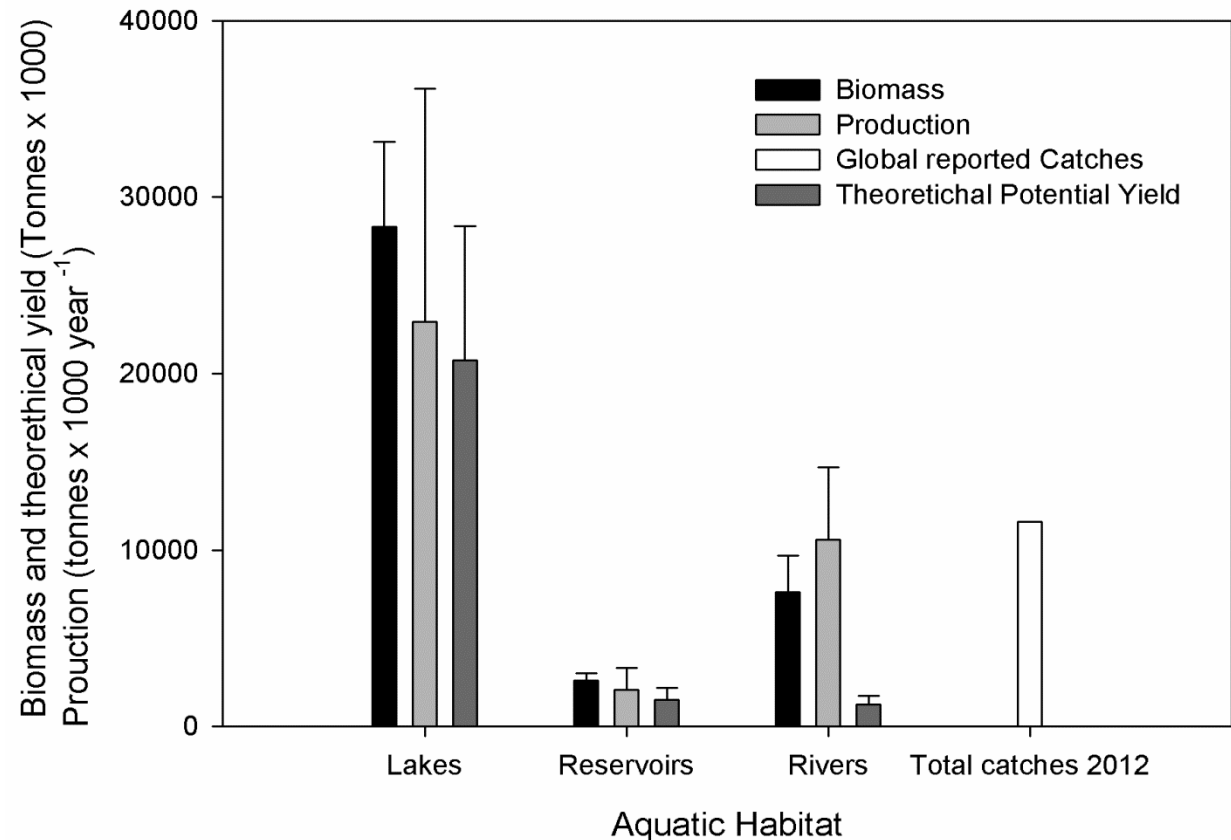 Biomass and theorethical yield (Tonnes x 1000)
Prouction (tonnes x 1000 year -1)
40000
30000
20000
10000
0
Biomass
Production
Global reported Catches
Theoretichal Potential Yield
Lakes
Reservoirs
Rivers
Total catches 2012
Aquatic Habitat